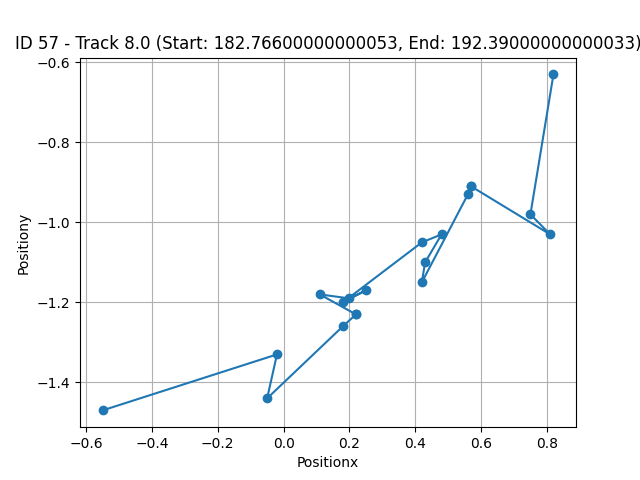 ID 57 - Track 8.0 (Start: 182.76600000000053, End: 192.39000000000033)
−0.6
−0.8
−1.0
−1.2
−1.4
Positiony
−0.6 −0.4 −0.2 0.0 0.2 0.4 0.6 0.8
Positionx